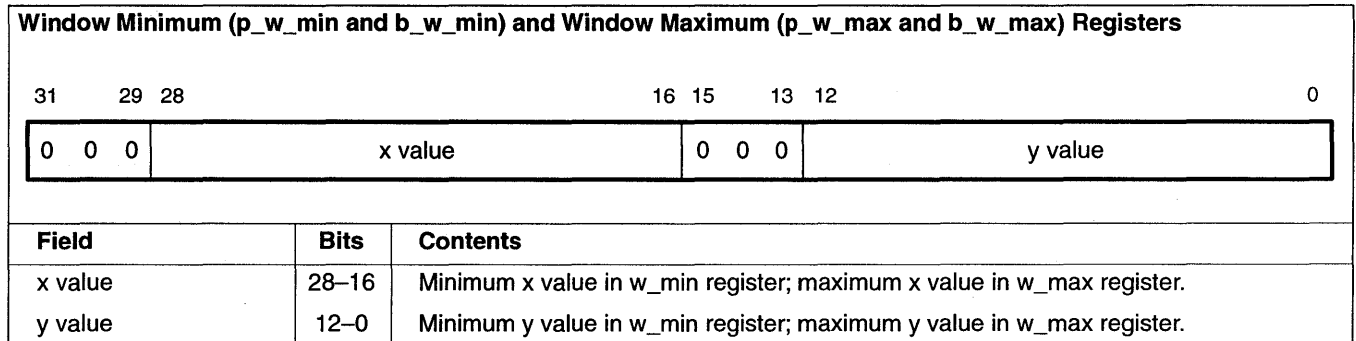 Window Minimum (p_w_min and b_w_min) and Window Maximum (p_w_max and b_w_max) Registers
31 29 28 16 15 13 12 0
0 0 0 x value 0 0 0 y value
Field Bits Contents
x value 28–16 Minimum x value in w_min register; maximum x value in w_max register.
y value 12–0 Minimum y value in w_min register; maximum y value in w_max register.